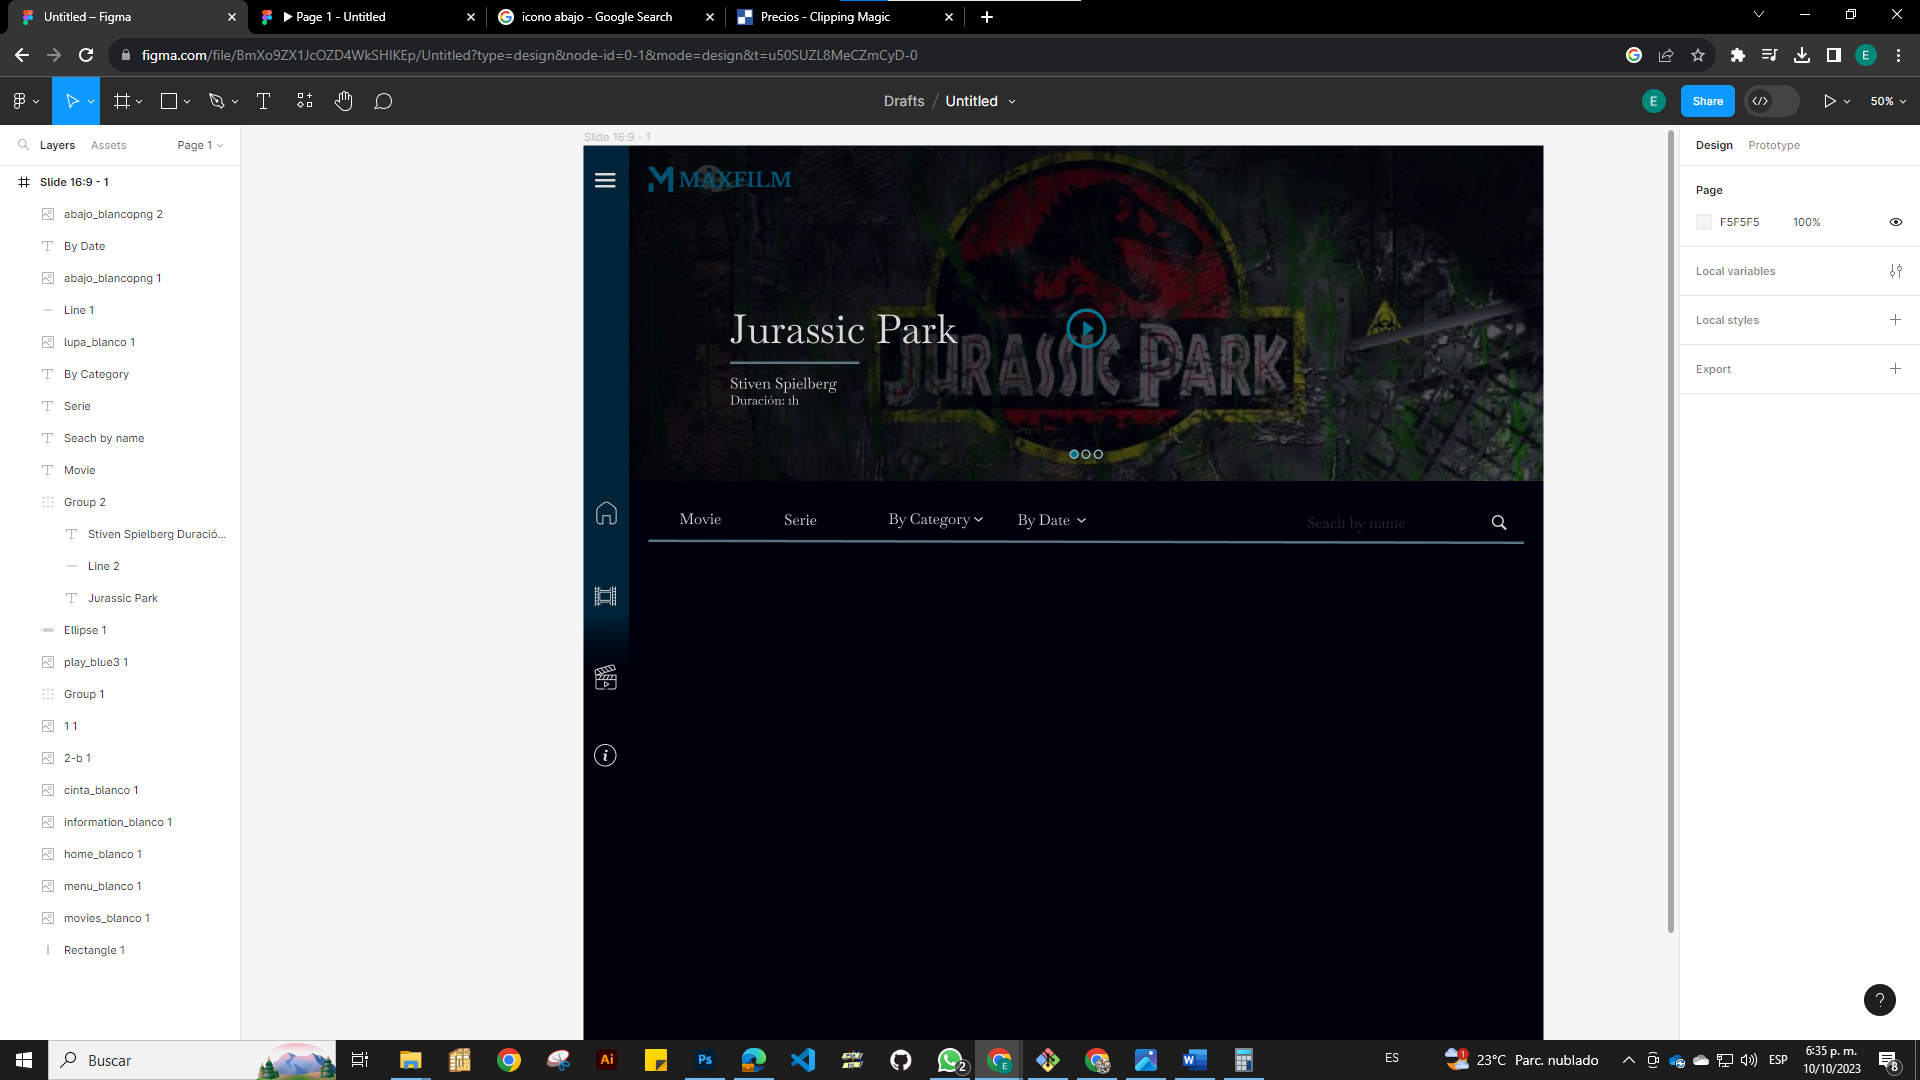 Untitled – Figma
Page 1 - Untitled
icono abajo - Google Search
Precios - Clipping Magic
figma.com/file/BmXo9ZX1JcOZD4WkSHIKEp/Untitled?type=design&node-id=0-1&mode=design&t=u50SUZL8MeCZmCyD-0
E
Drafts / Untitled
E
Share
50%
Layers
Assets
Page 1
Slide 16:9 - 1
abajo_blancopng 2
By Date
abajo_blancopng 1
Line 1
lupa_blanco 1
By Category
Serie
Seach by name
Movie
Group 2
Stiven Spielberg Duració...
Line 2
Jurassic Park
Ellipse 1
play_blue3 1
Group 1
1 1
2-b 1
cinta_blanco 1
information_blanco 1
home_blanco 1
menu_blanco 1
movies_blanco 1
Rectangle 1
Slide 16:9 - 1
MAXFILM
Jurassic Park
JURASSIC PARK
Stiven Spielberg
Duración: 1h
Movie
Serie
By Category
By Date
Seach by name
Design
Prototype
Page
F5F5F5
100%
Local variables
Local styles
Export
?
Buscar
Ai
Ps
2
E
ES
1
23°C Parc. nublado
ESP
6:35 p. m.
10/10/2023
8